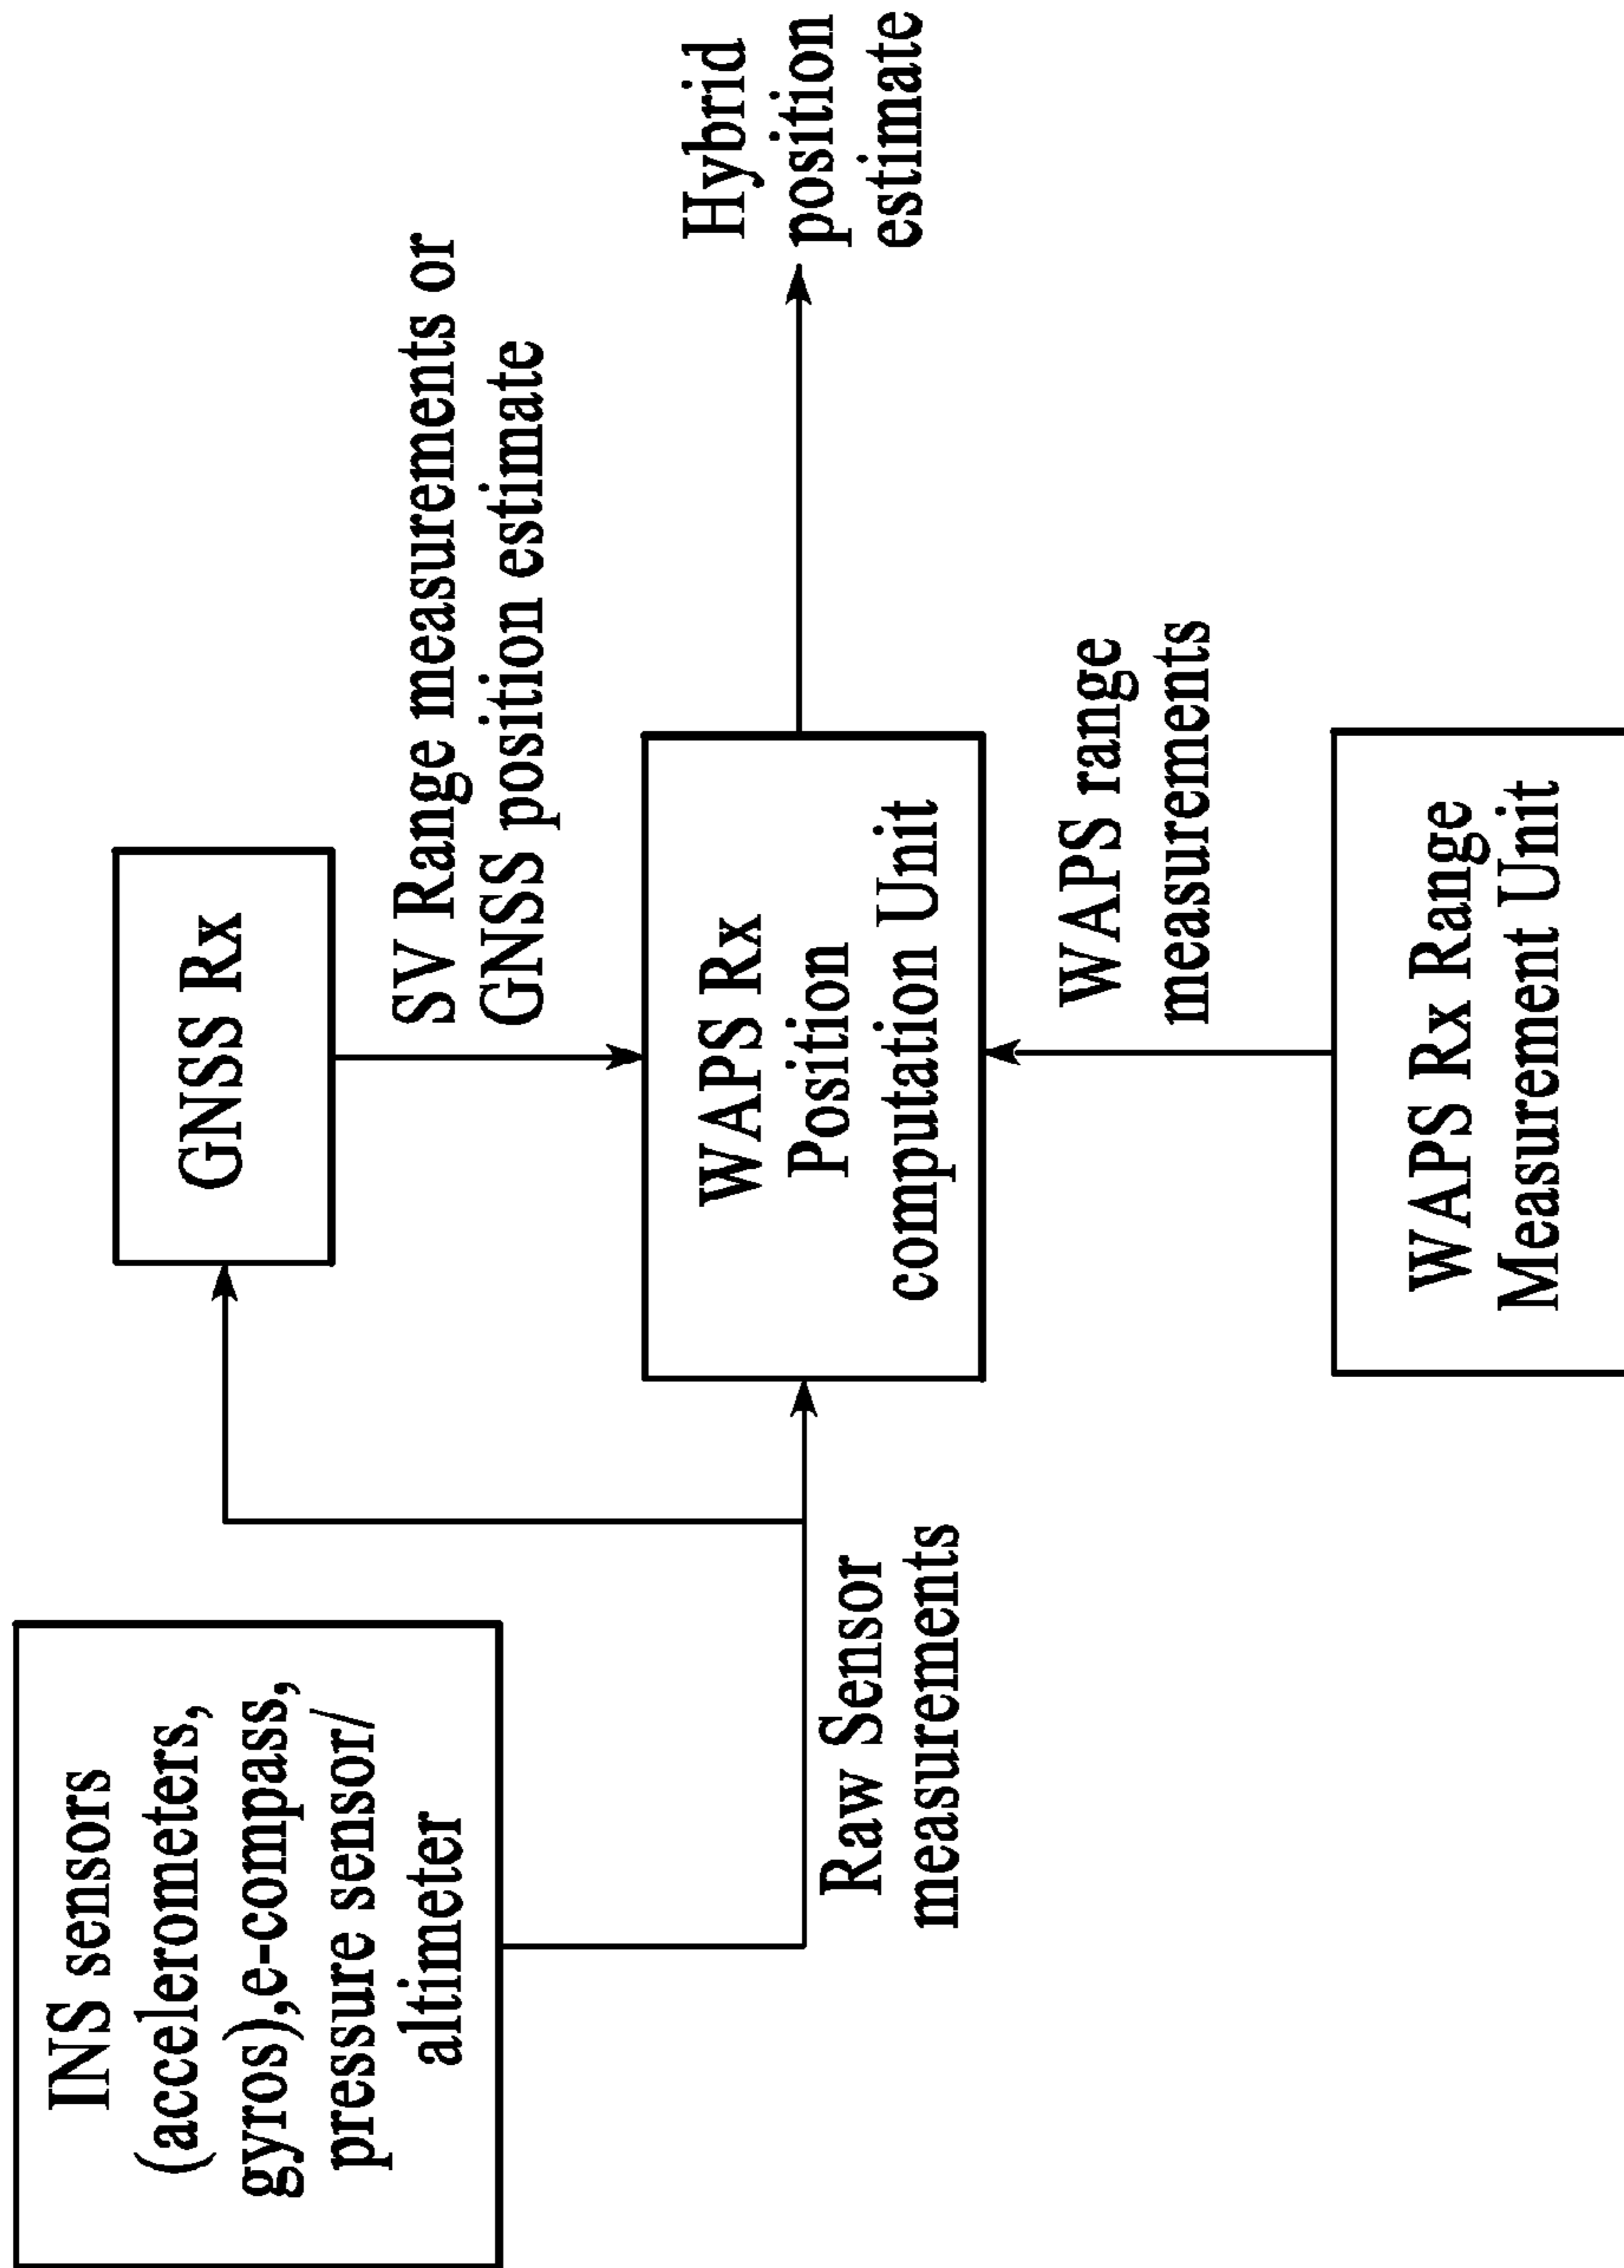 INS sensors
(accelerometers,
gyros),e-compass,
pressure sensor/
altimeter
Raw Sensor
measurements
GNSS Rx
SV Range measurements or
GNSS position estimate
WAPS Rx
Position
computation Unit
WAPS range
measurements
WAPS Rx Range
Measurement Unit
Hybrid
position
estimate